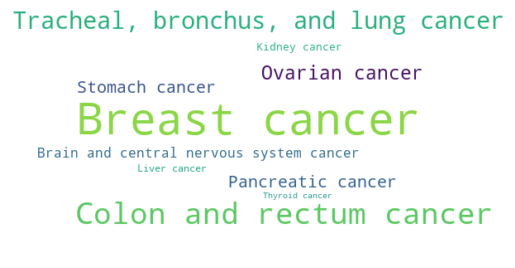 Tracheal, bronchus, and lung cancer
Kidney cancer
Ovarian cancer
Stomach cancer
Breast cancer
Brain and central nervous system cancer
Liver cancer
Pancreatic cancer
Thyroid cancer
Colon and rectum cancer